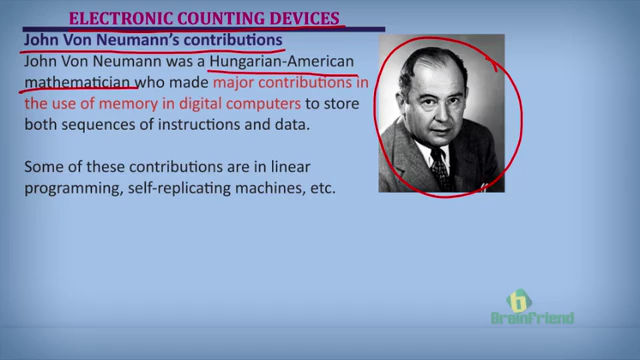 ELECTRONIC COUNTING DEVICES
John Von Neumann's contributions
John Von Neumann was a Hungarian-American
mathematician who made major contributions in
the use of memory in digital computers to store
both sequences of instructions and data.
Some of these contributions are in linear
programming, self-replicating machines, etc.
BrainFriend